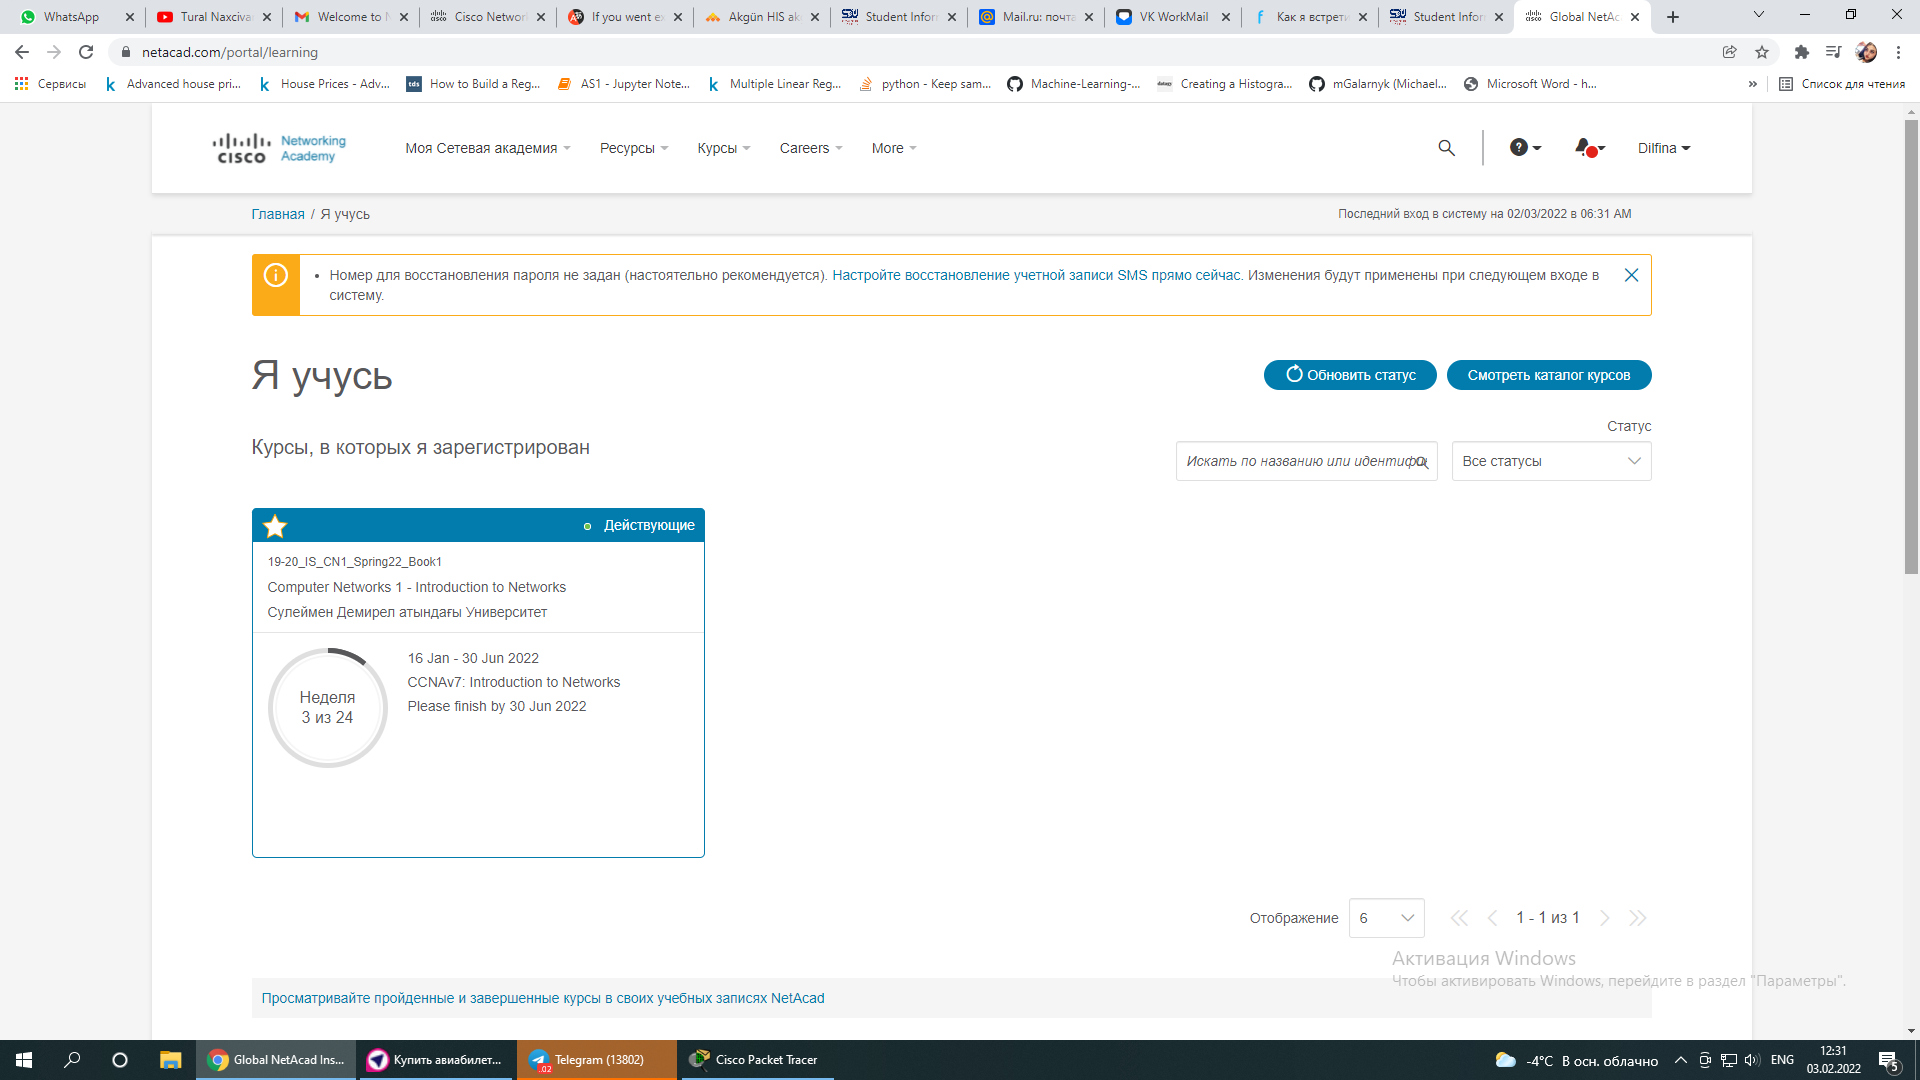 WhatsApp
Tural Naxciva
Welcome to
Cisco Networ
If you went e
Akgün HIS ak
Student Infor
Mail.ru: почта
VK WorkMail
Как я встрети
Student Infor
Global NetAc
netacad.com/portal/learning
Сервисы
Advanced house pri...
House Prices - Adv...
How to Build a Reg...
AS1 - Jupyter Note...
Multiple Linear Reg...
python - Keep sam...
Machine-Learning-...
Creating a Histogra...
mGalarnyk (Michael...
Microsoft Word - h...
»
Список для чтения
CISCO
Networking
Academy
Моя Сетевая академия
Ресурсы
Курсы
Careers
More
Dilfina
Главная / Я учусь
Последний вход в систему на 02/03/2022 в 06:31 AM
• Номер для восстановления пароля не задан (настоятельно рекомендуется). Настройте восстановление учетной записи SMS прямо сейчас. Изменения будут применены при следующем входе в
систему.
Я учусь
Обновить статус
Смотреть каталог курсов
Статус
Курсы, в которых я зарегистрирован
Искать по названию или идентифи
Все статусы
Действующие
19-20_IS_CN1_Spring22_Book1
Computer Networks 1 - Introduction to Networks
Сулеймен Демирел атындағы Университет
Неделя
3 из 24
16 Jan - 30 Jun 2022
CCNAv7: Introduction to Networks
Please finish by 30 Jun 2022
Отображение
6
1 - 1 из 1
Активация Windows
Чтобы активировать Windows, перейдите в раздел "Параметры".
Просматривайте пройденные и завершенные курсы в своих учебных записях NetAcad
Global NetAcad Ins...
Купить авиабилет...
Telegram (13802)
..02
Cisco Packet Tracer
-4°C В осн. облачно
ENG
12:31
03.02.2022
5